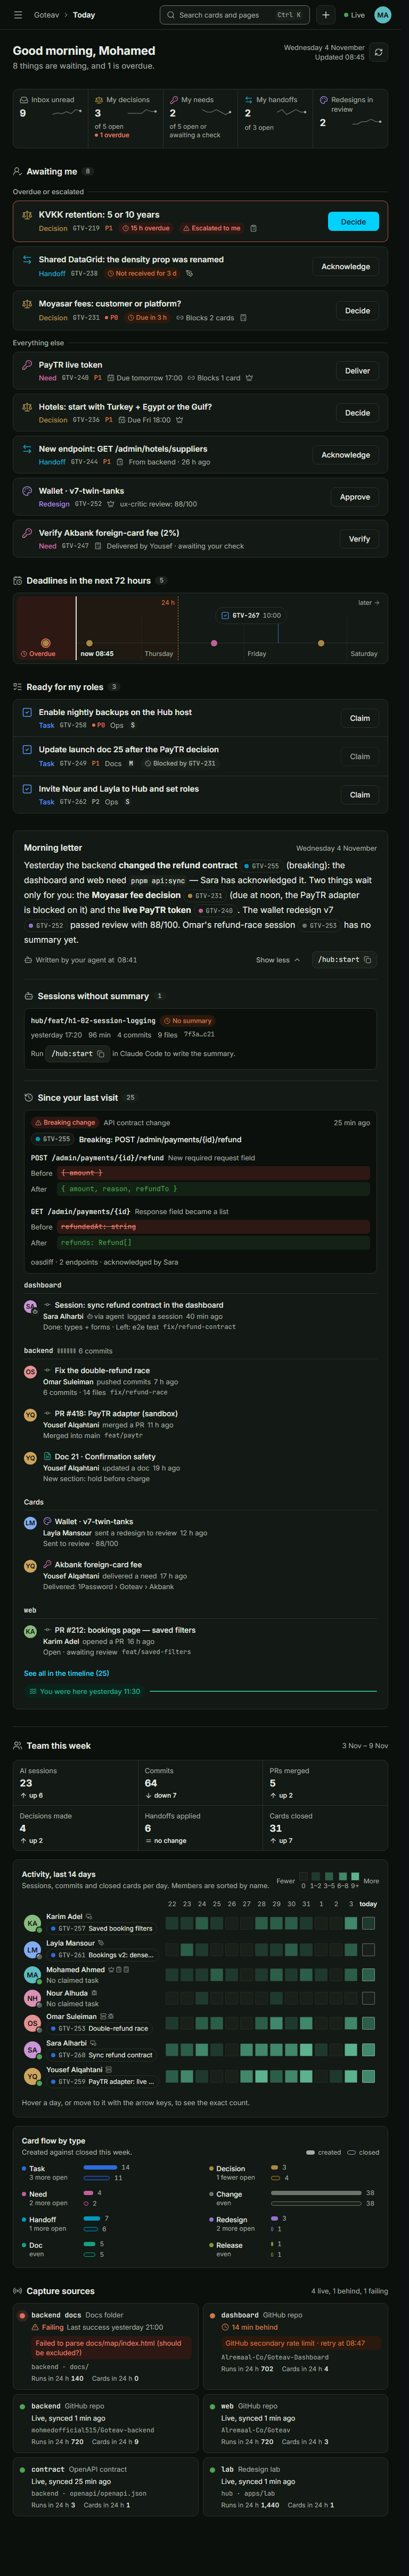 Goteav › Today
Search cards and pages Ctrl K
Live MA
Good morning, Mohamed
8 things are waiting, and 1 is overdue.
Wednesday 4 November
Updated 08:45
Inbox unread
9
My decisions
3
of 5 open
1 overdue
My needs
2
of 5 open or
awaiting a check
My handoffs
2
of 3 open
Redesigns in
review
2
Awaiting me 8
Overdue or escalated
KVKK retention: 5 or 10 years
Decision GTV-219 P1 15 h overdue Escalated to me
Decide
Shared DataGrid: the density prop was renamed
Handoff GTV-238 Not received for 3 d
Acknowledge
Moyasar fees: customer or platform?
Decision GTV-231 P0 Due in 3 h Blocks 2 cards
Decide
Everything else
PayTR live token
Need GTV-240 P1 Due tomorrow 17:00 Blocks 1 card
Deliver
Hotels: start with Turkey + Egypt or the Gulf?
Decision GTV-236 P1 Due Fri 18:00
Decide
New endpoint: GET /admin/hotels/suppliers
Handoff GTV-244 P1 From backend · 26 h ago
Acknowledge
Wallet · v7-twin-tanks
Redesign GTV-252 ux-critic review: 88/100
Approve
Verify Akbank foreign-card fee (2%)
Need GTV-247 Delivered by Yousef · awaiting your check
Verify
Deadlines in the next 72 hours 5
24 h
later →
GTV-267 10:00
Overdue
now 08:45
Thursday
Friday
Saturday
Ready for my roles 3
Enable nightly backups on the Hub host
Task GTV-258 P0 Ops S
Claim
Update launch doc 25 after the PayTR decision
Task GTV-249 P1 Docs M Blocked by GTV-231
Claim
Invite Nour and Layla to Hub and set roles
Task GTV-262 P2 Ops S
Claim
Morning letter
Wednesday 4 November
Yesterday the backend changed the refund contract GTV-255 (breaking): the
dashboard and web need pnpm api:sync — Sara has acknowledged it. Two things wait
only for you: the Moyasar fee decision GTV-231 (due at noon, the PayTR adapter
is blocked on it) and the live PayTR token GTV-240. The wallet redesign v7
GTV-252 passed review with 88/100. Omar's refund-race session GTV-253 has no
summary yet.
Written by your agent at 08:41
Show less
/hub:start
Sessions without summary 1
hub/feat/h1-02-session-logging No summary
yesterday 17:20 96 min 4 commits 9 files 7f3a…c21
Run /hub:start in Claude Code to write the summary.
Since your last visit 25
Breaking change API contract change
25 min ago
GTV-255 Breaking: POST /admin/payments/{id}/refund
POST /admin/payments/{id}/refund New required request field
Before { amount }
After { amount, reason, refundTo }
GET /admin/payments/{id} Response field became a list
Before refundedAt: string
After refunds: Refund[]
oasdiff · 2 endpoints · acknowledged by Sara
dashboard
SA Session: sync refund contract in the dashboard
Sara Alharbi via agent logged a session 40 min ago
Done: types + forms · Left: e2e test fix/refund-contract
backend 6 commits
OS Fix the double-refund race
Omar Suleiman pushed commits 7 h ago
6 commits · 14 files fix/refund-race
YQ PR #418: PayTR adapter (sandbox)
Yousef Alqahtani merged a PR 11 h ago
Merged into main feat/paytr
YQ Doc 21 · Confirmation safety
Yousef Alqahtani updated a doc 19 h ago
New section: hold before charge
Cards
LM Wallet · v7-twin-tanks
Layla Mansour sent a redesign to review 12 h ago
Sent to review · 88/100
YQ Akbank foreign-card fee
Yousef Alqahtani delivered a need 17 h ago
Delivered: 1Password › Goteav › Akbank
web
KA PR #212: bookings page — saved filters
Karim Adel opened a PR 16 h ago
Open · awaiting review feat/saved-filters
See all in the timeline (25)
You were here yesterday 11:30
Team this week
3 Nov – 9 Nov
AI sessions
23
↑ up 6
Commits
64
↓ down 7
PRs merged
5
↑ up 2
Decisions made
4
↑ up 2
Handoffs applied
6
= no change
Cards closed
31
↑ up 7
Activity, last 14 days
Sessions, commits and closed cards per day. Members are sorted by name.
Fewer 0 1–2 3–5 6–8 9+ More
22 23 24 25 26 27 28 29 30 31 1 2 3 today
KA Karim Adel
GTV-257 Saved booking filters
LM Layla Mansour
GTV-261 Bookings v2: dense...
MA Mohamed Ahmed
No claimed task
NH Nour Alhuda
No claimed task
OS Omar Suleiman
GTV-253 Double-refund race
SA Sara Alharbi
GTV-260 Sync refund contract
YQ Yousef Alqahtani
GTV-259 PayTR adapter: live ...
Hover a day, or move to it with the arrow keys, to see the exact count.
Card flow by type
Created against closed this week.
created closed
Task
3 more open
14
11
Decision
1 fewer open
3
4
Need
2 more open
4
2
Change
even
38
38
Handoff
1 more open
7
6
Redesign
2 more open
3
1
Doc
even
5
5
Release
even
1
1
Capture sources
4 live, 1 behind, 1 failing
backend docs Docs folder
Failing Last success yesterday 21:00
Failed to parse docs/map/index.html (should
be excluded?)
backend · docs/
Runs in 24 h 140 Cards in 24 h 0
dashboard GitHub repo
14 min behind
GitHub secondary rate limit · retry at 08:47
Alremaal-Co/Goteav-Dashboard
Runs in 24 h 702 Cards in 24 h 4
backend GitHub repo
Live, synced 1 min ago
mohmedofficial515/Goteav-backend
Runs in 24 h 720 Cards in 24 h 9
web GitHub repo
Live, synced 1 min ago
Alremaal-Co/Goteav
Runs in 24 h 720 Cards in 24 h 3
contract OpenAPI contract
Live, synced 25 min ago
backend · openapi/openapi.json
Runs in 24 h 3 Cards in 24 h 1
lab Redesign lab
Live, synced 1 min ago
hub · apps/lab
Runs in 24 h 1,440 Cards in 24 h 1